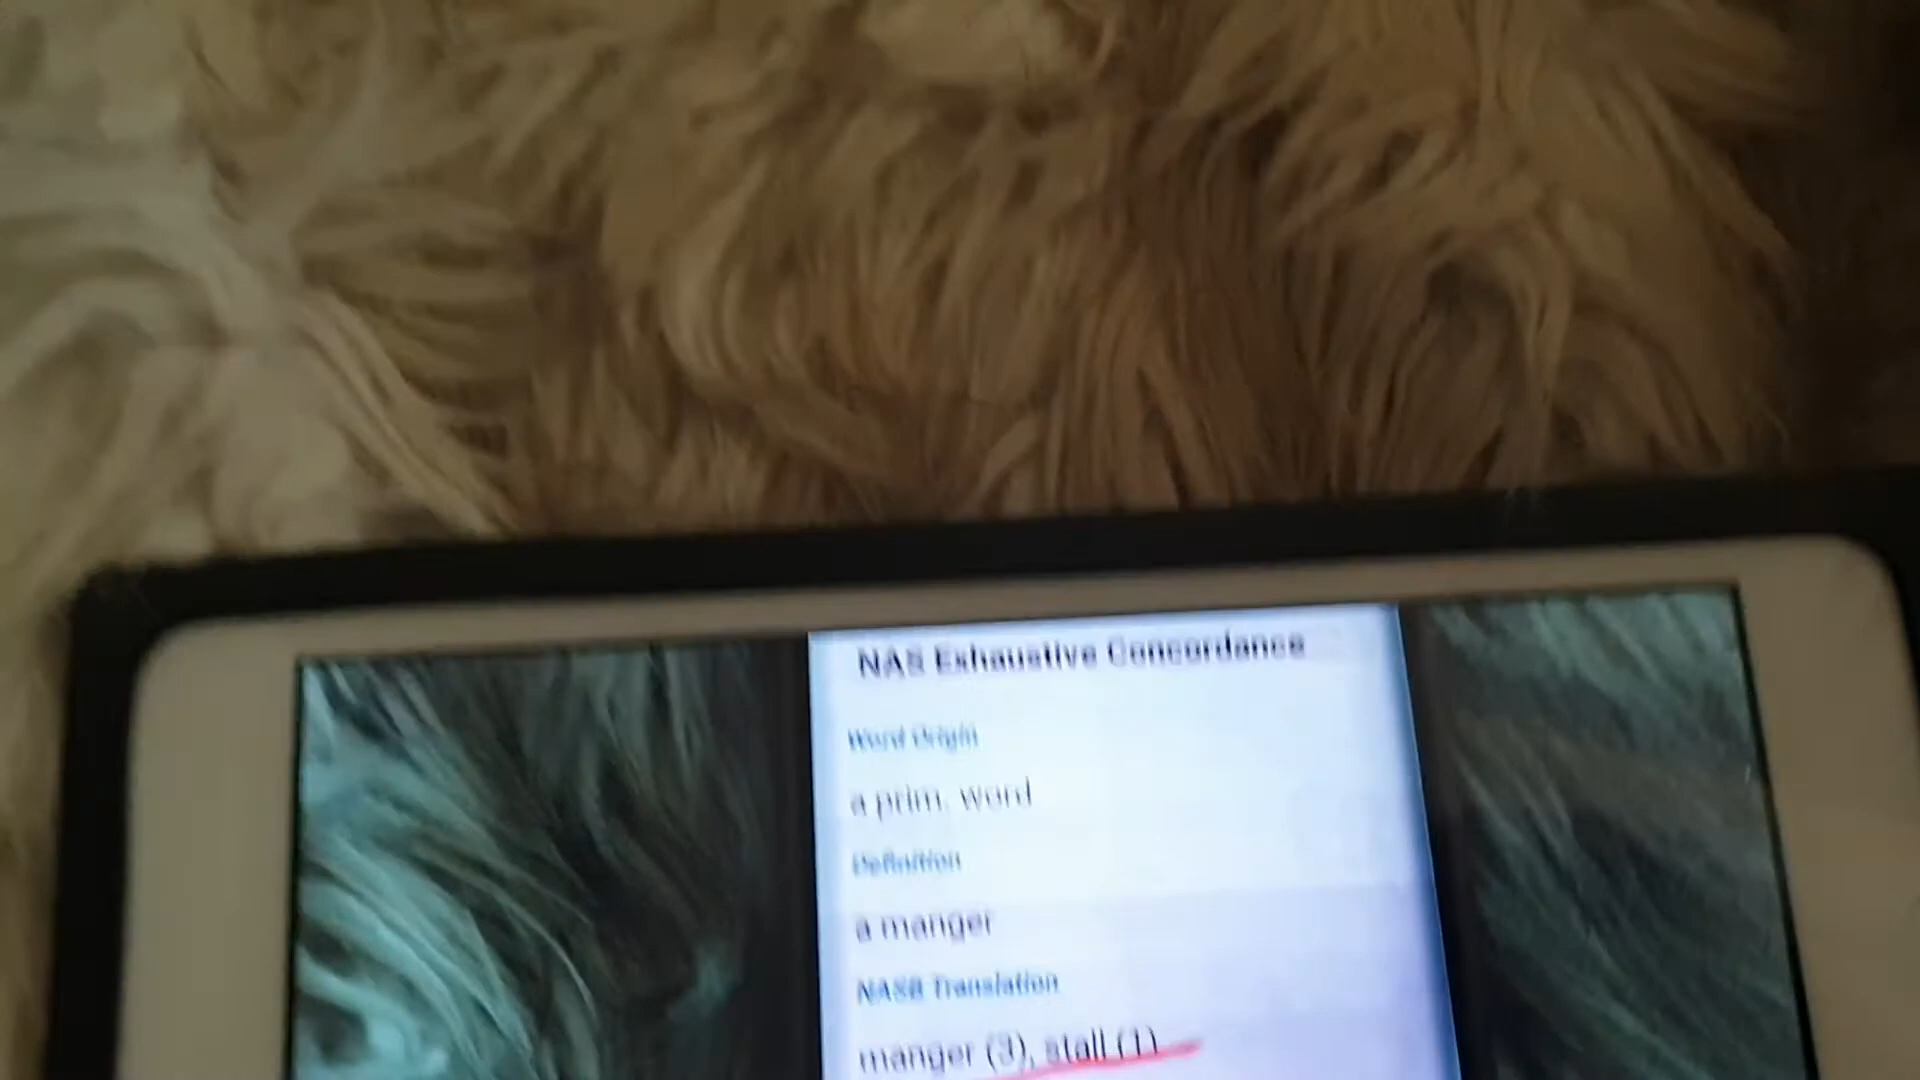 NAS Exhaustive Concordance
Word Origin
a prim. word
Definition
a manger
NASB Translation
manger (3), stall (1)